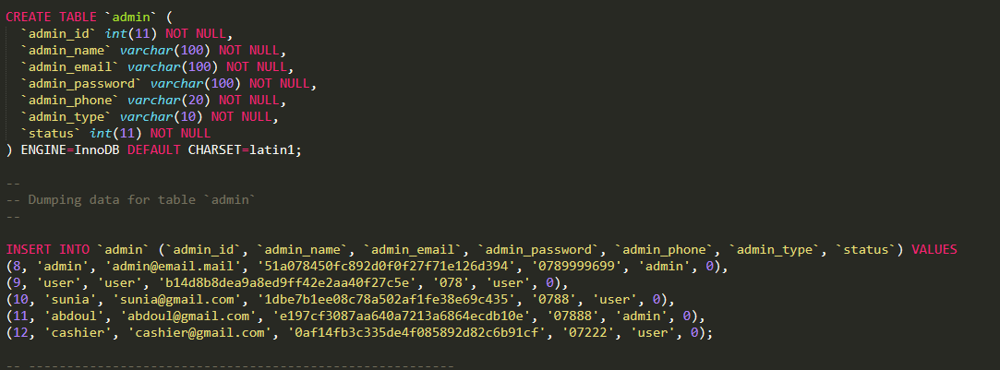 CREATE TABLE `admin` (
`admin_id` int(11) NOT NULL,
`admin_name` varchar(100) NOT NULL,
`admin_email` varchar(100) NOT NULL,
`admin_password` varchar(100) NOT NULL,
`admin_phone` varchar(20) NOT NULL,
`admin_type` varchar(10) NOT NULL,
`status` int(11) NOT NULL
) ENGINE=InnoDB DEFAULT CHARSET=latin1;
--
-- Dumping data for table `admin`
--
INSERT INTO `admin` (`admin_id`, `admin_name`, `admin_email`, `admin_password`, `admin_phone`, `admin_type`, `status`) VALUES
(8, 'admin', 'admin@email.mail', '51a078450fc892d0f0f27f71e126d394', '0789999699', 'admin', 0),
(9, 'user', 'user', 'b14d8b8dea9a8ed9ff42e2aa40f27c5e', '078', 'user', 0),
(10, 'sunia', 'sunia@gmail.com', '1dbe7b1ee08c78a502af1fe38e69c435', '0788', 'user', 0),
(11, 'abdoul', 'abdoul@gmail.com', 'e197cf3087aa640a7213a6864ecdb10e', '07888', 'admin', 0),
(12, 'cashier', 'cashier@gmail.com', '0af14fb3c335de4f085892d82c6b91cf', '07222', 'user', 0);
-- --------------------------------------------------------